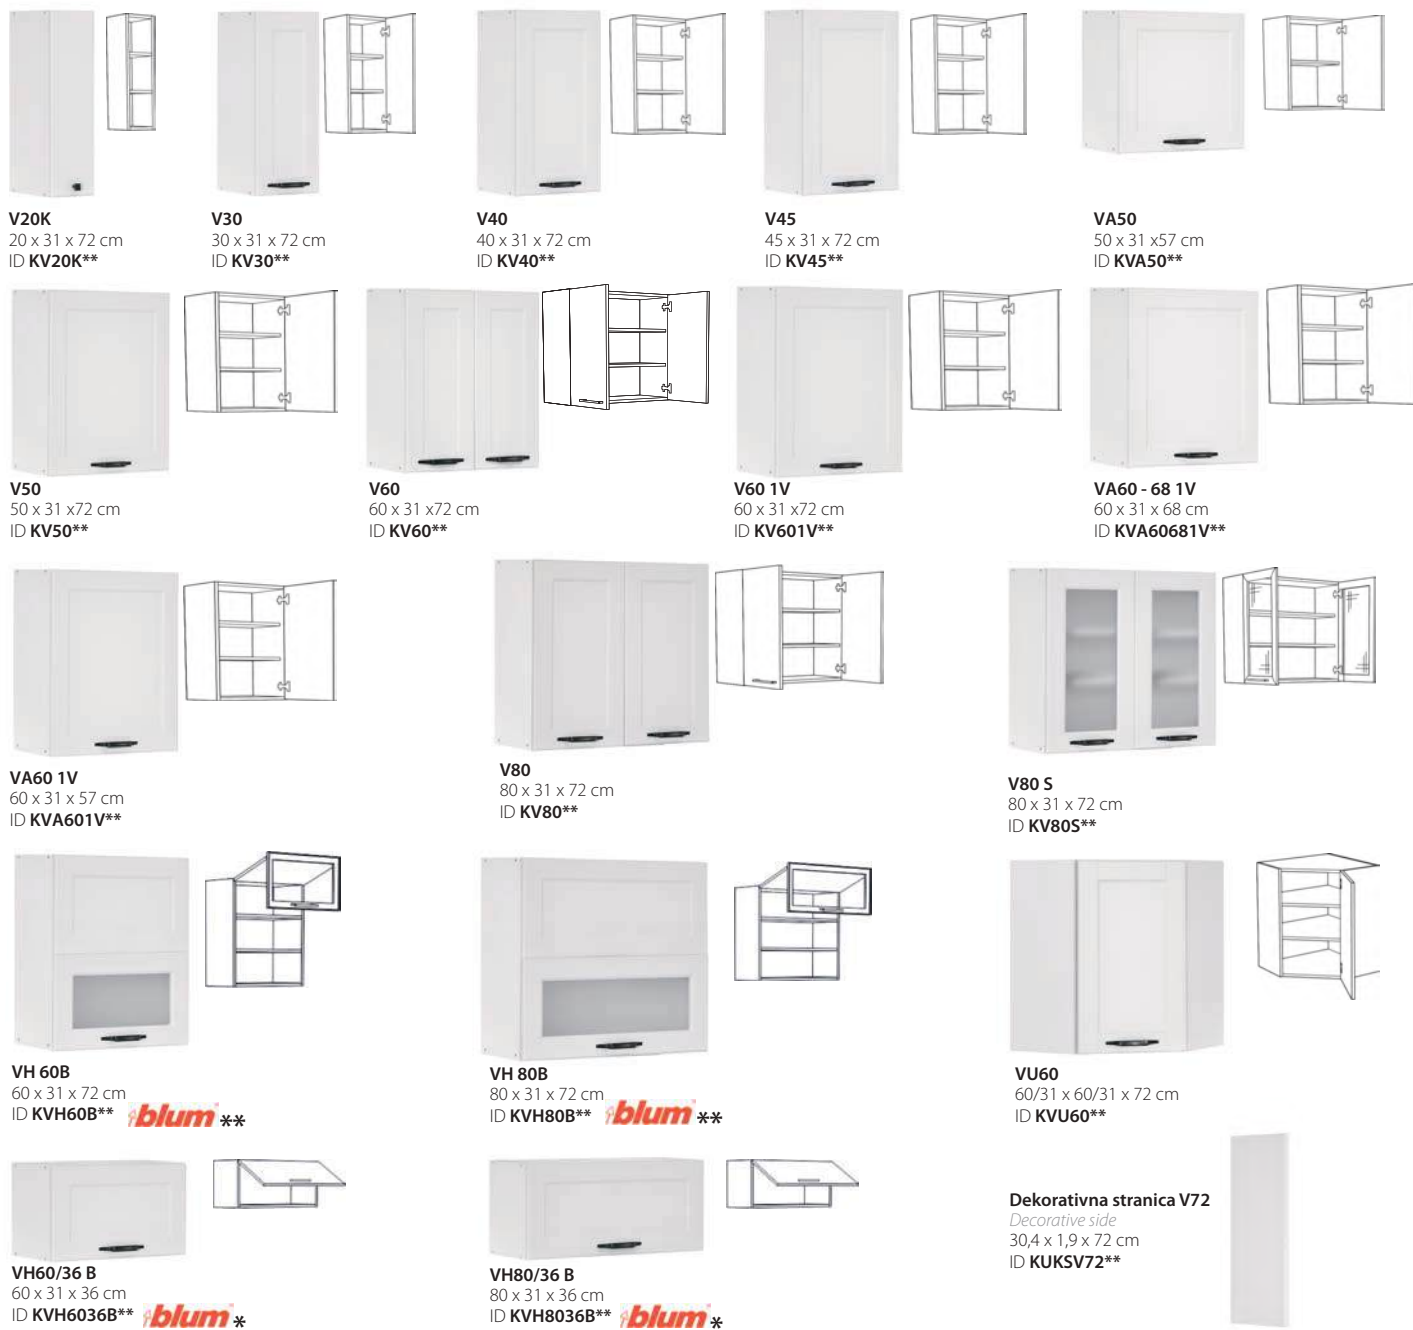 V20K
20 x 31 x 72 cm
ID KV20K**
V30
30 x 31 x 72 cm
ID KV30**
V40
40 x 31 x 72 cm
ID KV40**
V45
45 x 31 x 72 cm
ID KV45**
VA50
50 x 31 x57 cm
ID KVA50**
V50
50 x 31 x72 cm
ID KV50**
V60
60 x 31 x72 cm
ID KV60**
V60 1V
60 x 31 x72 cm
ID KV601V**
VA60 - 68 1V
60 x 31 x 68 cm
ID KVA60681V**
VA60 1V
60 x 31 x 57 cm
ID KVA601V**
V80
80 x 31 x 72 cm
ID KV80**
V80 S
80 x 31 x 72 cm
ID KV80S**
VH 60B
60 x 31 x 72 cm
ID KVH60B** blum **
VH 80B
80 x 31 x 72 cm
ID KVH80B** blum **
VU60
60/31 x 60/31 x 72 cm
ID KVU60**
VH60/36 B
60 x 31 x 36 cm
ID KVH6036B** blum *
VH80/36 B
80 x 31 x 36 cm
ID KVH8036B** blum *
Dekorativna stranica V72
Decorative side
30,4 x 1,9 x 72 cm
ID KUKSV72**